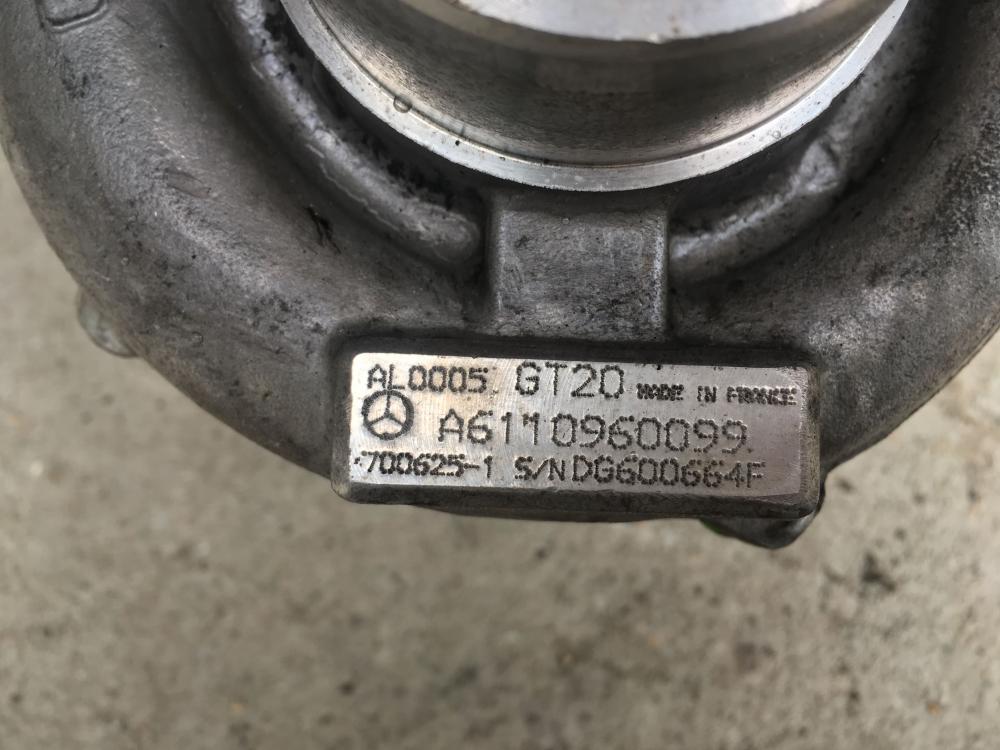 AL0005. GT20 MADE IN FRANCE
A6110960099.
700625-1 S/N DG600664F